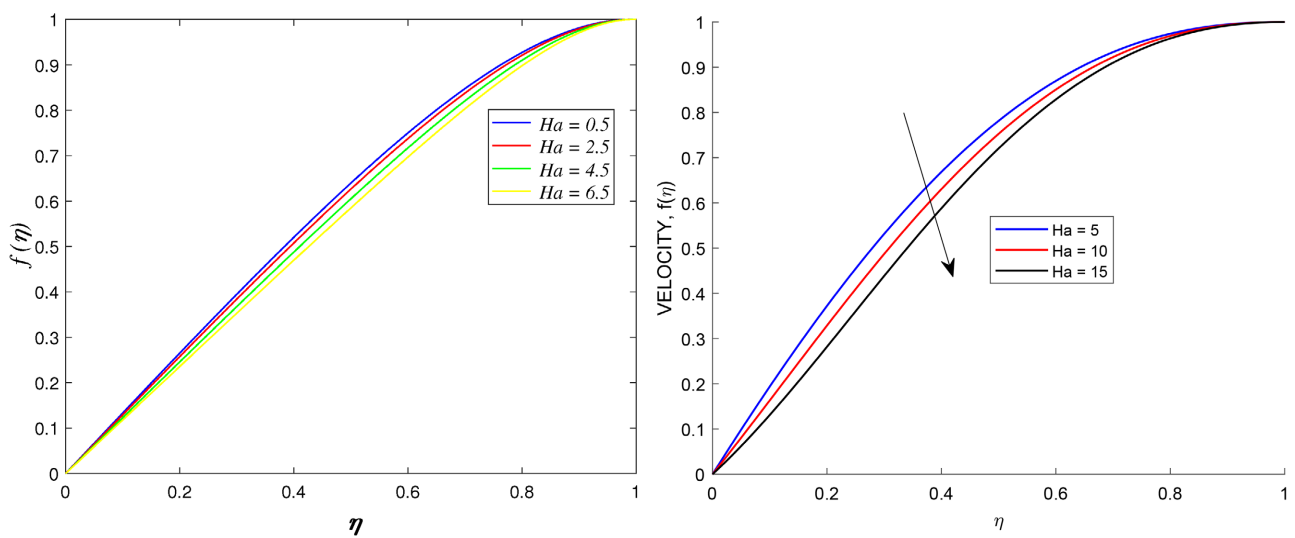 1
0.9
0.8
0.7
0.6
0.5
0.4
0.3
0.2
0.1
0
f (η)
Ha = 0.5
Ha = 2.5
Ha = 4.5
Ha = 6.5
0 0.2 0.4 0.6 0.8 1
η
1
0.9
0.8
0.7
0.6
0.5
0.4
0.3
0.2
0.1
0
VELOCITY, f(η)
Ha = 5
Ha = 10
Ha = 15
0 0.2 0.4 0.6 0.8 1
η